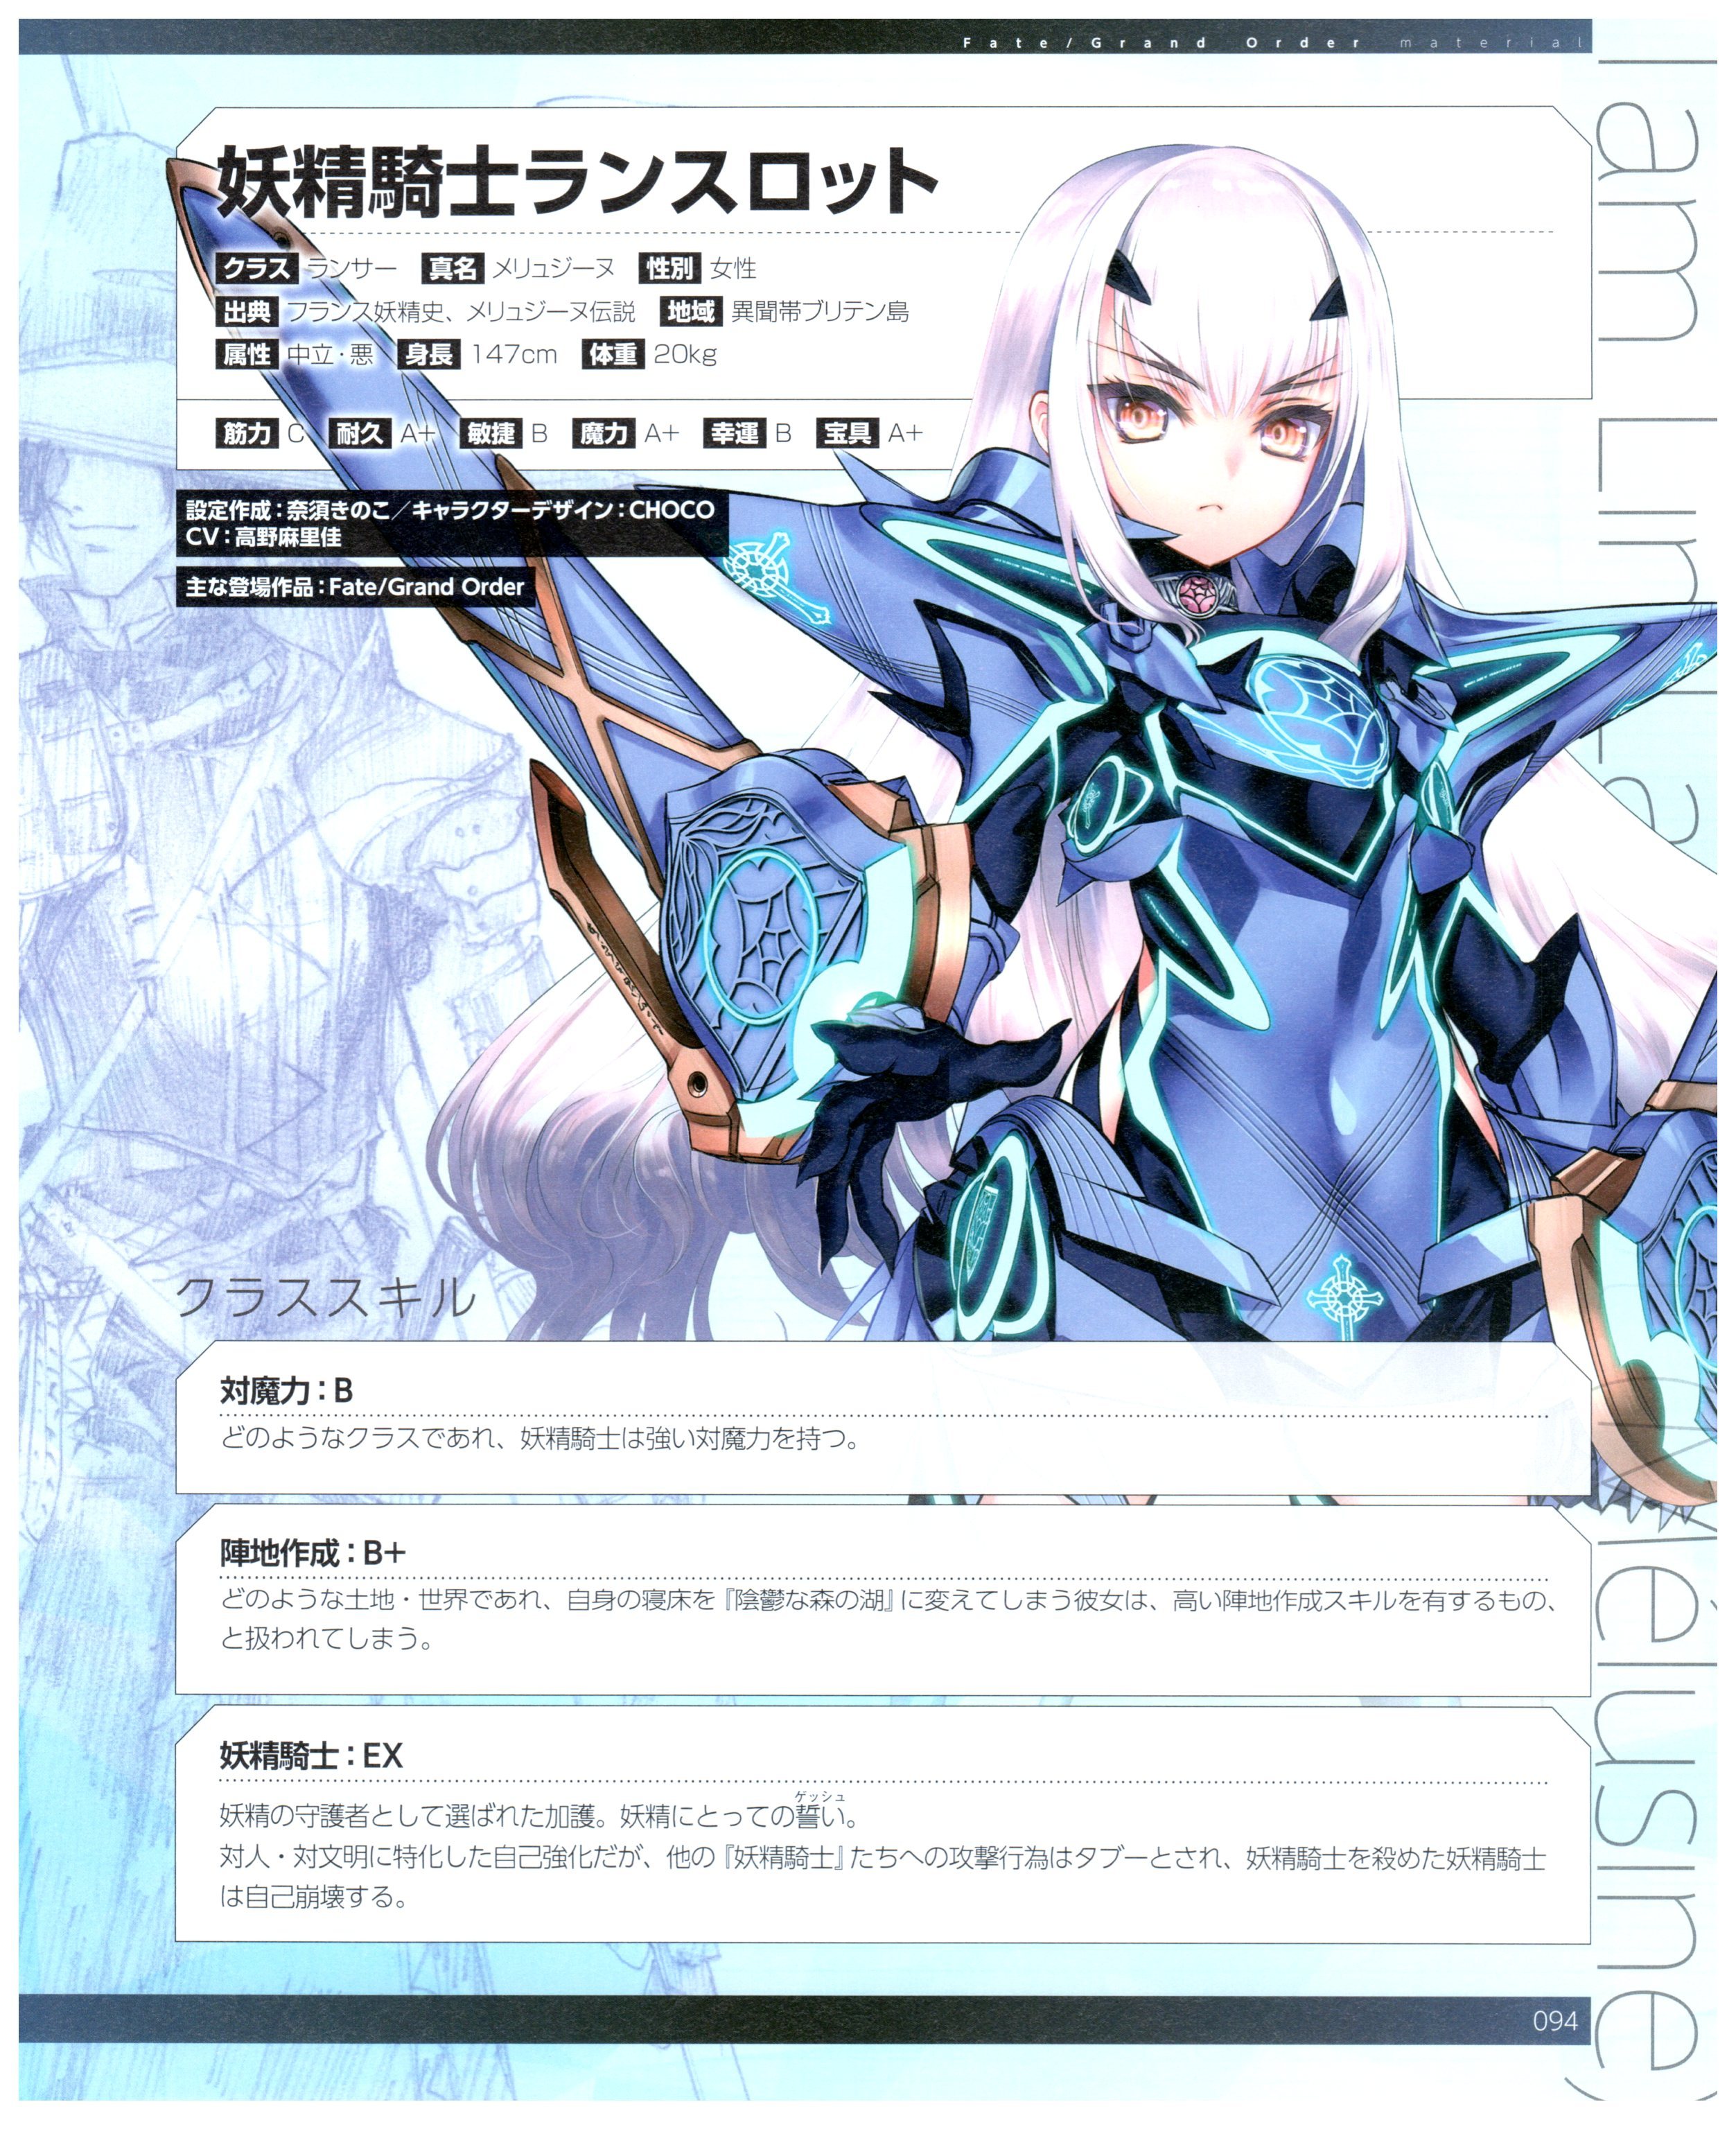 Fate/Grand Order material
妖精騎士ランスロット
クラス ランサー 真名 メリュジーヌ 性別 女性
出典 フランス妖精史、メリュジーヌ伝説 地域 異聞帯ブリテン島
属性 中立·悪 身長 147cm 体重 20kg
筋力 C 耐久 A+ 敏捷 B 魔力 A+ 幸運 B 宝具 A+
設定作成：奈須きのこ／キャラクターデザイン：CHOCO
CV：高野麻里佳
主な登場作品：Fate/Grand Order
クラススキル
対魔力：B
どのようなクラスであれ、妖精騎士は強い対魔力を持つ。
陣地作成：B+
どのような土地・世界であれ、自身の寝床を『陰鬱な森の湖』に変えてしまう彼女は、高い陣地作成スキルを有するもの、
と扱われてしまう。
妖精騎士：EX
ゲッシュ
妖精の守護者として選ばれた加護。妖精にとっての誓い。
対人・対文明に特化した自己強化だが、他の『妖精騎士』たちへの攻撃行為はタブーとされ、妖精騎士を殺めた妖精騎士
は自己崩壊する。
094